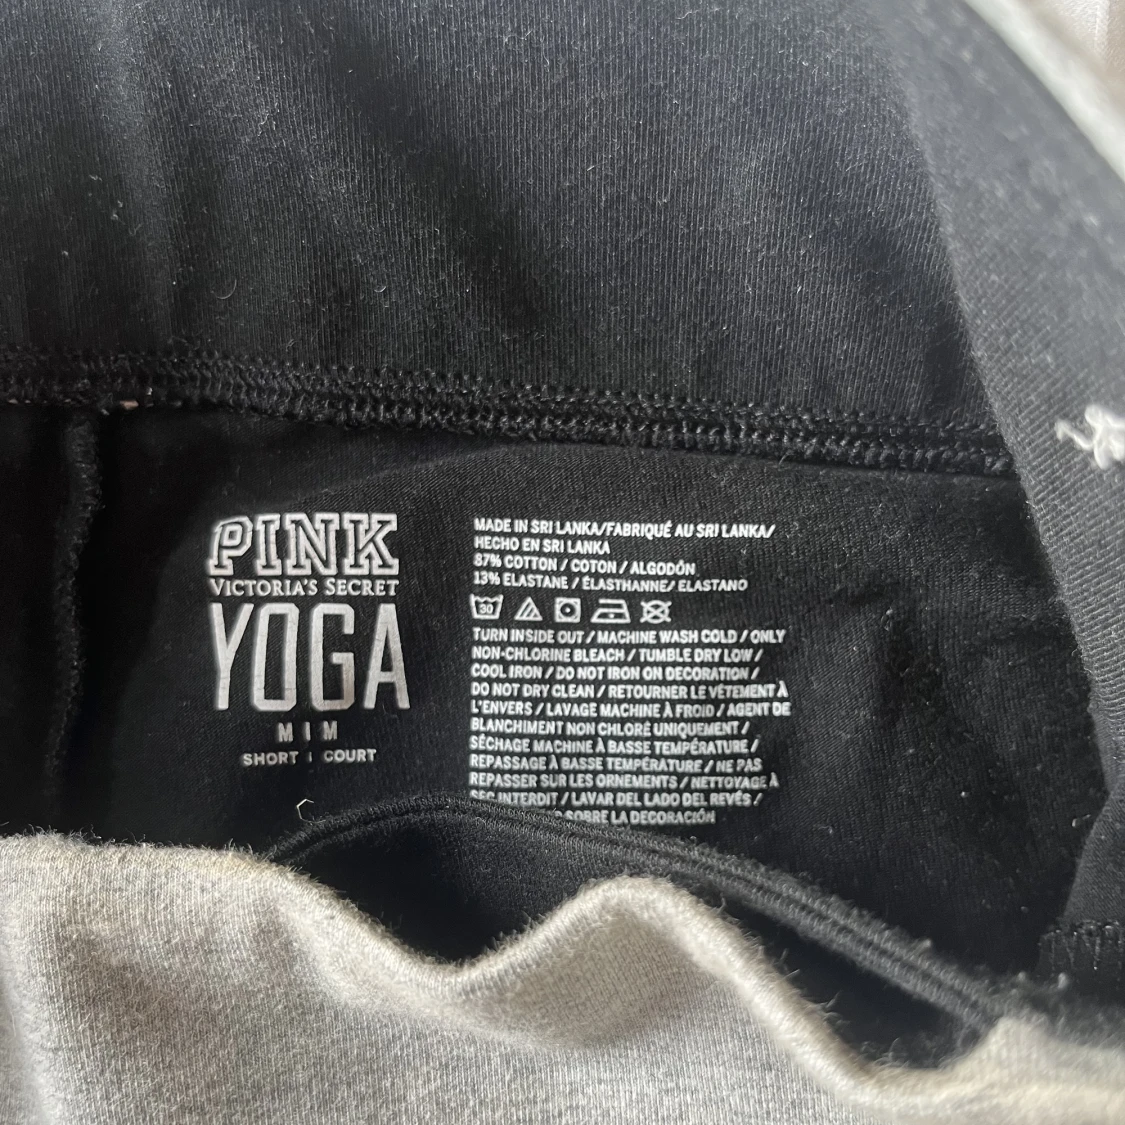 PINK
VICTORIA'S SECRET
YOGA
M | M
SHORT | COURT
MADE IN SRI LANKA/FABRIQUÉ AU SRI LANKA/
HECHO EN SRI LANKA
87% COTTON / COTON / ALGODÓN
13% ELASTANE / ÉLASTHANNE/ ELASTANO
30
TURN INSIDE OUT / MACHINE WASH COLD / ONLY
NON-CHLORINE BLEACH / TUMBLE DRY LOW /
COOL IRON / DO NOT IRON ON DECORATION /
DO NOT DRY CLEAN / RETOURNER LE VÉTEMENT À
L'ENVERS / LAVAGE MACHINE À FROID / AGENT DE
BLANCHIMENT NON CHLORÉ UNIQUEMENT /
SÉCHAGE MACHINE À BASSE TEMPÉRATURE /
REPASSAGE À BASSE TEMPÉRATURE / NE PAS
REPASSER SUR LES ORNEMENTS / NETTOYAGE À
SEC INTERDIT / LAVAR DEL LADO DEL REVÉS /
SOBRE LA DECORACIÓN